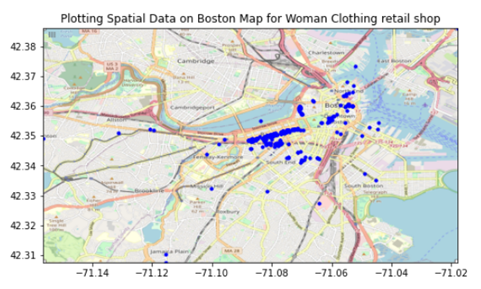 Plotting Spatial Data on Boston Map for Woman Clothing retail shop
42.38
42.37
42.36
42.35
42.34
42.33
42.32
42.31
Charlestown
Cambridge
East Boston
Cambridgeport
Allston
South End
South Boston
Brookline
Roxbury
Jamaica Plain
−71.14
−71.12
−71.10
−71.08
−71.06
−71.04
−71.02